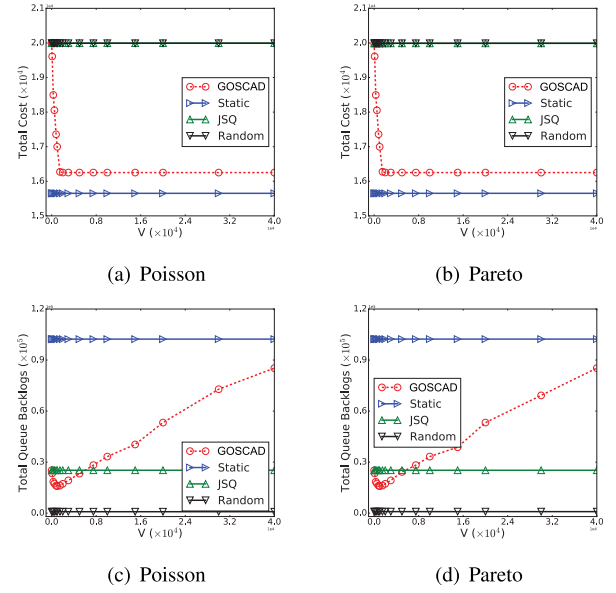 1e4
2.1
2.0
1.9
1.8
1.7
1.6
1.5
Total Cost (×10⁴)
GOSCAD
Static
JSQ
Random
0.0 0.8 1.6 2.4 3.2 4.0
1e4
V (×10⁴)
(a) Poisson
2.1
2.0
1.9
1.8
1.7
1.6
1.5
Total Cost (×10⁴)
GOSCAD
Static
JSQ
Random
0.0 0.8 1.6 2.4 3.2 4.0
1e4
V (×10⁴)
(b) Pareto
1.2
0.9
0.6
0.3
0.0
Total Queue Backlogs (×10⁵)
GOSCAD
Static
JSQ
Random
0.0 0.8 1.6 2.4 3.2 4.0
1e4
V (×10⁴)
(c) Poisson
1.2
0.9
0.6
0.3
0.0
Total Queue Backlogs (×10⁵)
GOSCAD
Static
JSQ
Random
0.0 0.8 1.6 2.4 3.2 4.0
1e4
V (×10⁴)
(d) Pareto